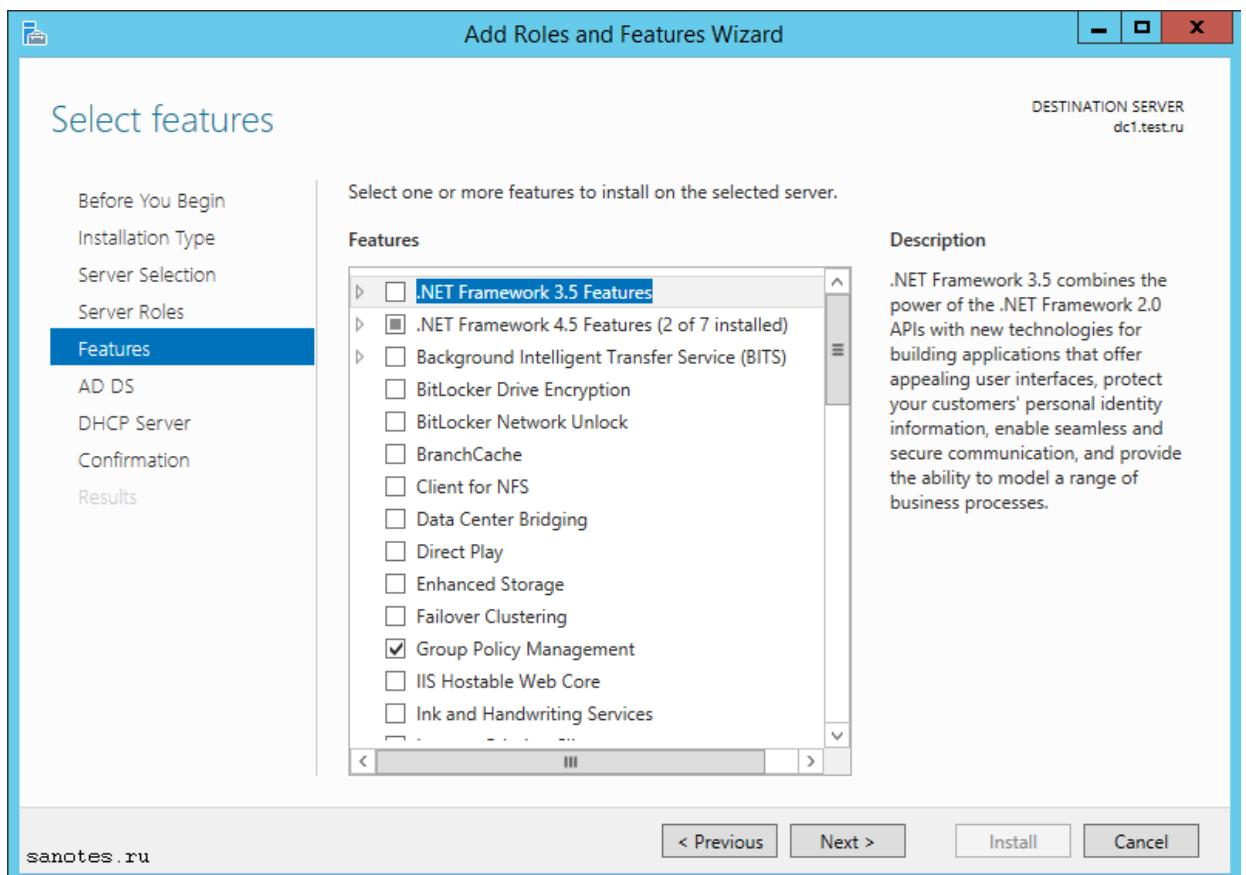 Add Roles and Features Wizard
Select features
DESTINATION SERVER
dc1.test.ru
Before You Begin
Installation Type
Server Selection
Server Roles
Features
AD DS
DHCP Server
Confirmation
Results
Select one or more features to install on the selected server.
Features
.NET Framework 3.5 Features
.NET Framework 4.5 Features (2 of 7 installed)
Background Intelligent Transfer Service (BITS)
BitLocker Drive Encryption
BitLocker Network Unlock
BranchCache
Client for NFS
Data Center Bridging
Direct Play
Enhanced Storage
Failover Clustering
Group Policy Management
IIS Hostable Web Core
Ink and Handwriting Services
Description
.NET Framework 3.5 combines the
power of the .NET Framework 2.0
APIs with new technologies for
building applications that offer
appealing user interfaces, protect
your customers' personal identity
information, enable seamless and
secure communication, and provide
the ability to model a range of
business processes.
< Previous
Next >
Install
Cancel
sanotes.ru